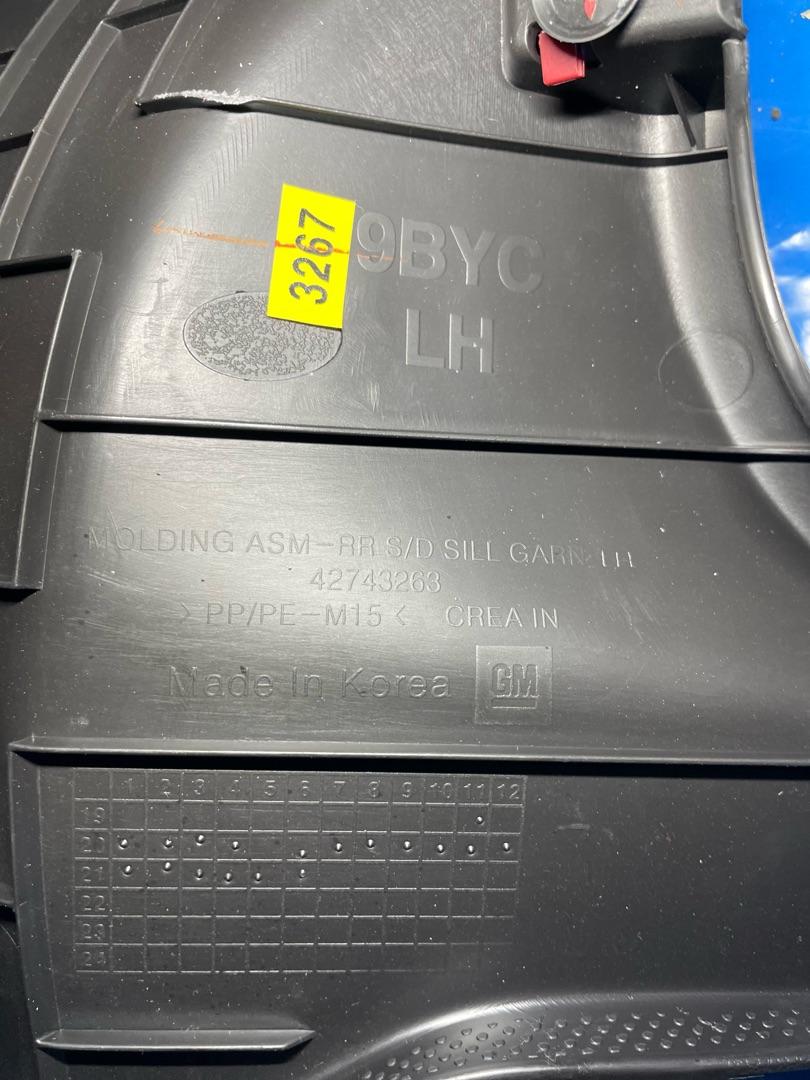 3267
9BYC
LH
MOLDING ASM-RR S/D SILL GARN-LH
42743263
>PP/PE-M15< CREA IN
Made In Korea GM
1 2 3 4 5 6 7 8 9 10 11 12
19
20
21
22
23
24